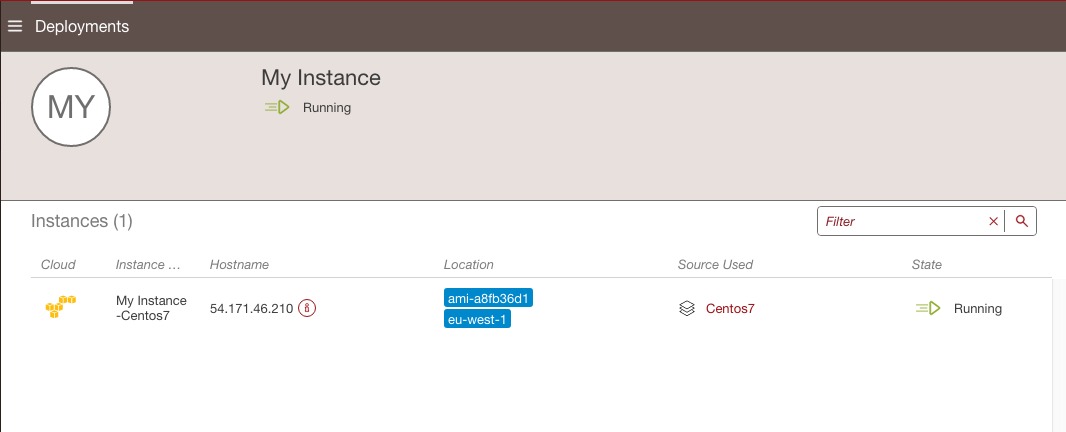 Deployments
MY
My Instance
Running
Instances (1)
Filter
Cloud
Instance ...
Hostname
Location
Source Used
State
My Instance
-Centos7
54.171.46.210
ami-a8fb36d1
eu-west-1
Centos7
Running